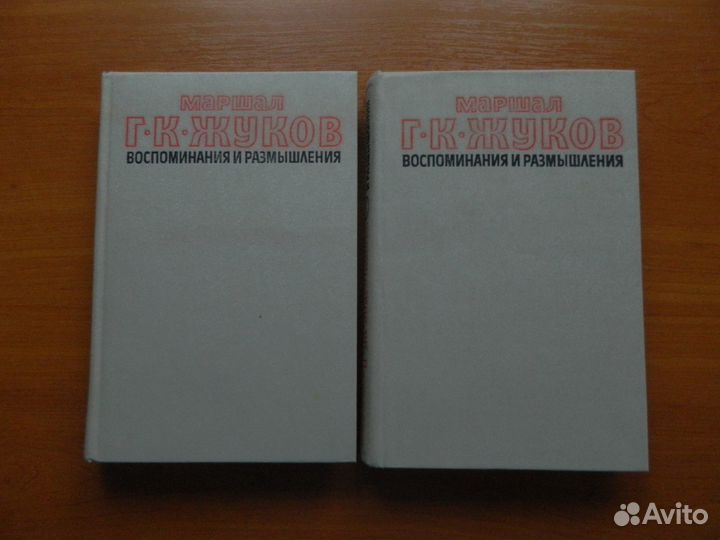 маршал
Г·К·ЖУКОВ
ВОСПОМИНАНИЯ И РАЗМЫШЛЕНИЯ
маршал
Г·К·ЖУКОВ
ВОСПОМИНАНИЯ И РАЗМЫШЛЕНИЯ
Avito